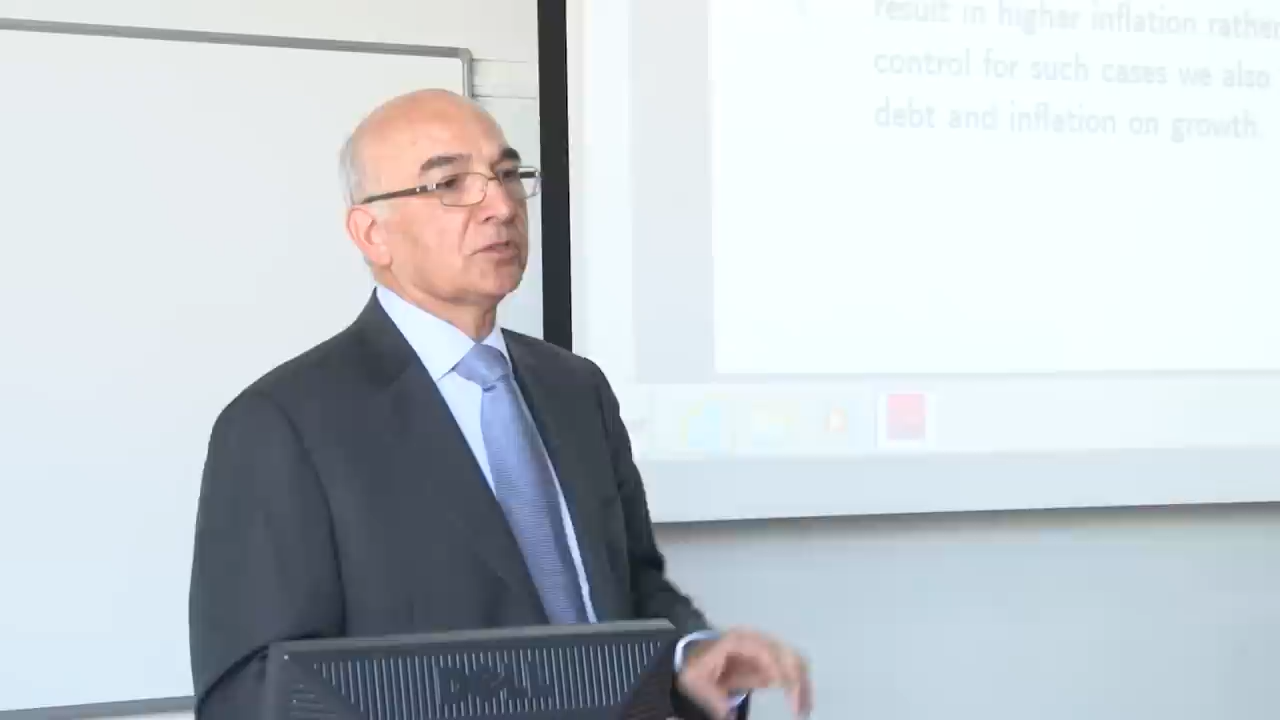 result in higher inflation rather
control for such cases we also
debt and inflation on growth.
DELL